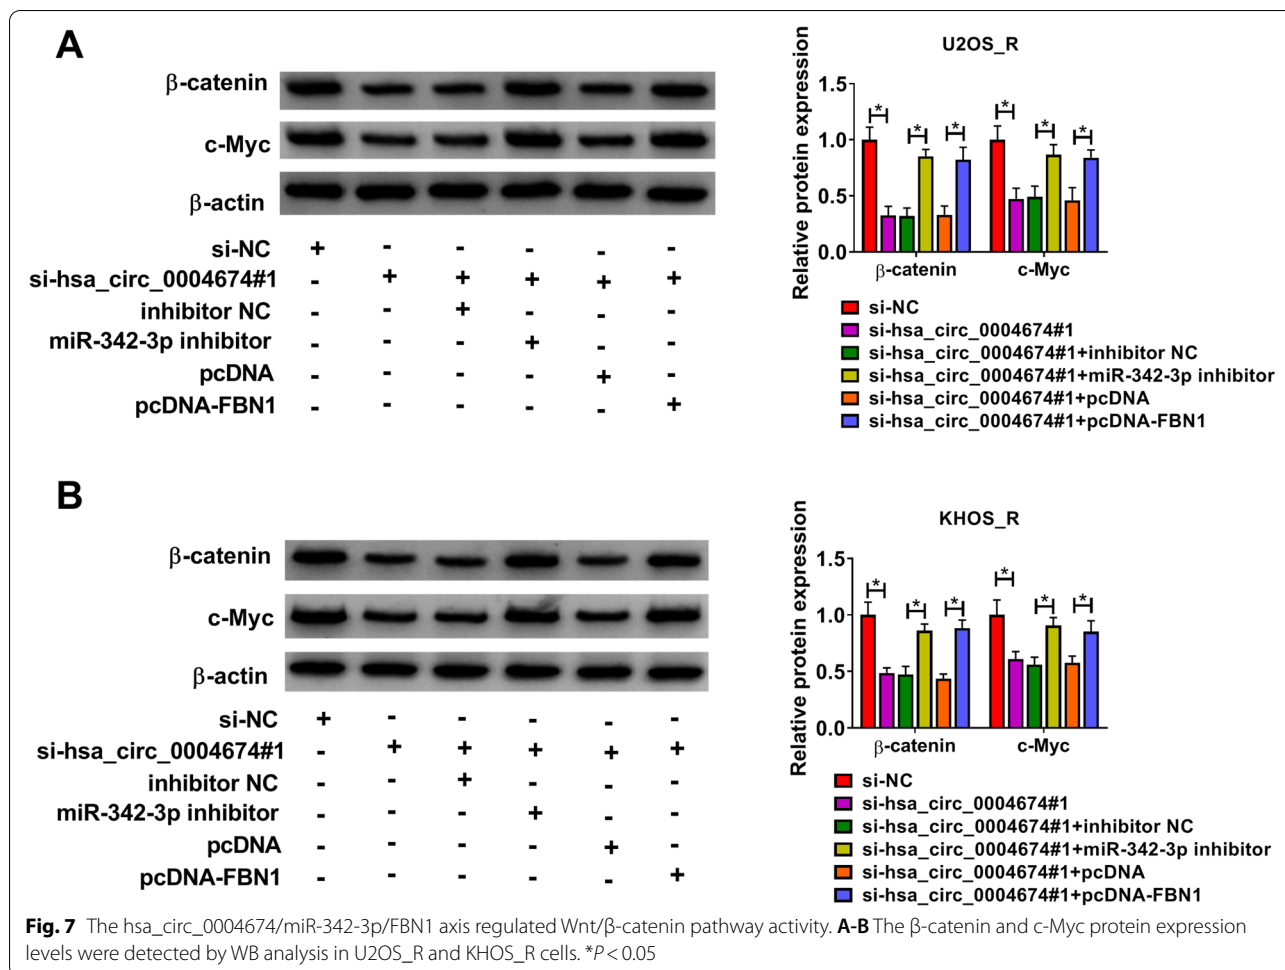 A
β-catenin
c-Myc
β-actin
si-NC + - - - - -
si-hsa_circ_0004674#1 - + + + + +
inhibitor NC - - + - - -
miR-342-3p inhibitor - - - + - -
pcDNA - - - - + -
pcDNA-FBN1 - - - - - +
U2OS_R
Relative protein expression
1.5
1.0
0.5
0.0
* * * * * *
β-catenin c-Myc
si-NC
si-hsa_circ_0004674#1
si-hsa_circ_0004674#1+inhibitor NC
si-hsa_circ_0004674#1+miR-342-3p inhibitor
si-hsa_circ_0004674#1+pcDNA
si-hsa_circ_0004674#1+pcDNA-FBN1
B
β-catenin
c-Myc
β-actin
si-NC + - - - - -
si-hsa_circ_0004674#1 - + + + + +
inhibitor NC - - + - - -
miR-342-3p inhibitor - - - + - -
pcDNA - - - - + -
pcDNA-FBN1 - - - - - +
KHOS_R
Relative protein expression
1.5
1.0
0.5
0.0
* * * * * *
β-catenin c-Myc
si-NC
si-hsa_circ_0004674#1
si-hsa_circ_0004674#1+inhibitor NC
si-hsa_circ_0004674#1+miR-342-3p inhibitor
si-hsa_circ_0004674#1+pcDNA
si-hsa_circ_0004674#1+pcDNA-FBN1
Fig. 7 The hsa_circ_0004674/miR-342-3p/FBN1 axis regulated Wnt/β-catenin pathway activity. A-B The β-catenin and c-Myc protein expression
levels were detected by WB analysis in U2OS_R and KHOS_R cells. *P < 0.05